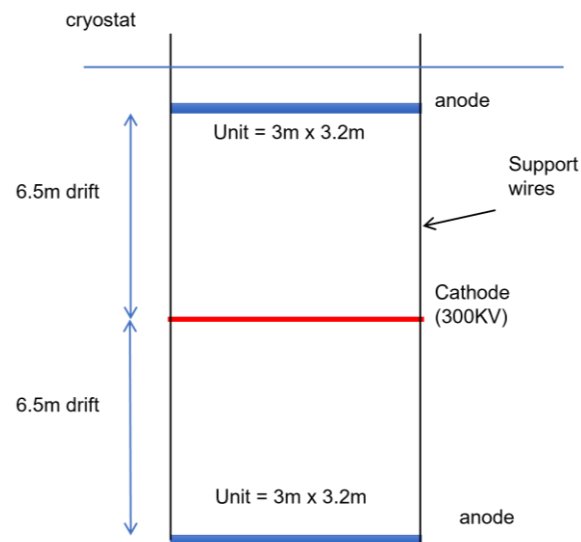 cryostat
anode
Unit = 3m x 3.2m
Support
wires
6.5m drift
Cathode
(300KV)
6.5m drift
Unit = 3m x 3.2m
anode